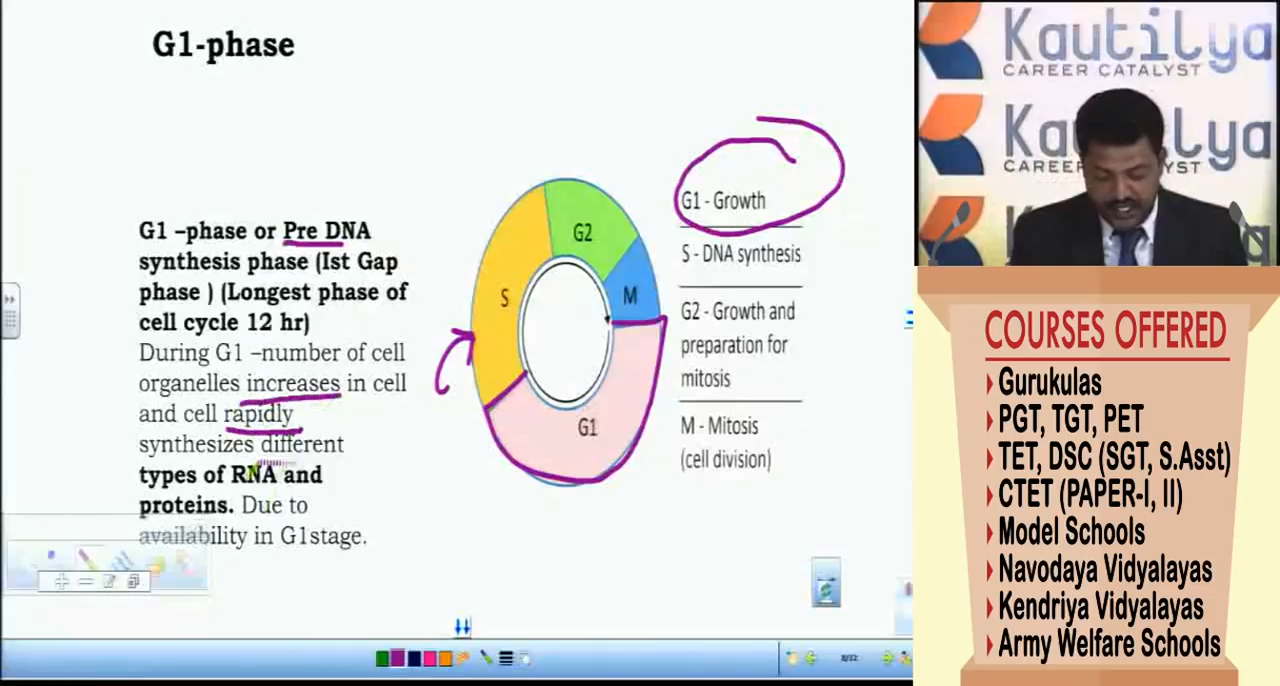 G1-phase
G1 –phase or Pre DNA
synthesis phase (Ist Gap
phase ) (Longest phase of
cell cycle 12 hr)
During G1 –number of cell
organelles increases in cell
and cell rapidly
synthesizes different
types of RNA and
proteins. Due to
availability in G1stage.
G2
S
M
G1
G1 - Growth
S - DNA synthesis
G2 - Growth and
preparation for
mitosis
M - Mitosis
(cell division)
8/22
Kautilya
CAREER CATALYST
Kautilya
CAREER CATALYST
COURSES OFFERED
Gurukulas
PGT, TGT, PET
TET, DSC (SGT, S.Asst)
CTET (PAPER-I, II)
Model Schools
Navodaya Vidyalayas
Kendriya Vidyalayas
Army Welfare Schools